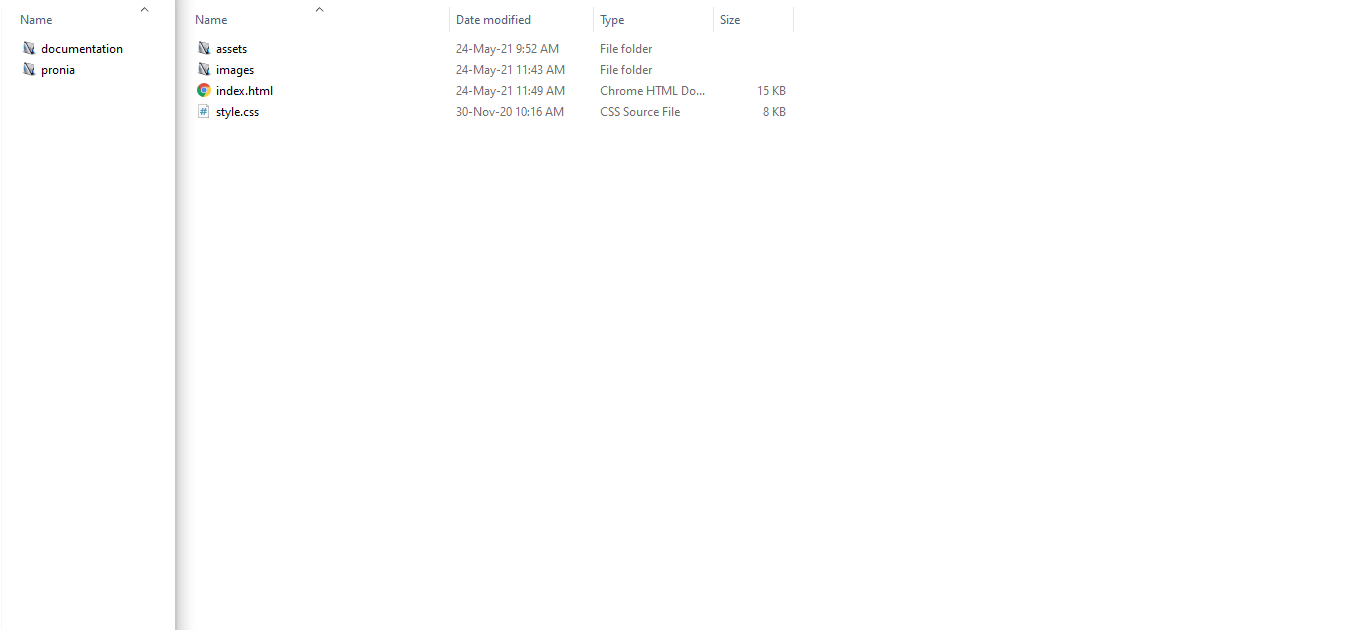 Name
documentation
pronia
Name Date modified Type Size
assets 24-May-21 9:52 AM File folder
images 24-May-21 11:43 AM File folder
index.html 24-May-21 11:49 AM Chrome HTML Do... 15 KB
style.css 30-Nov-20 10:16 AM CSS Source File 8 KB